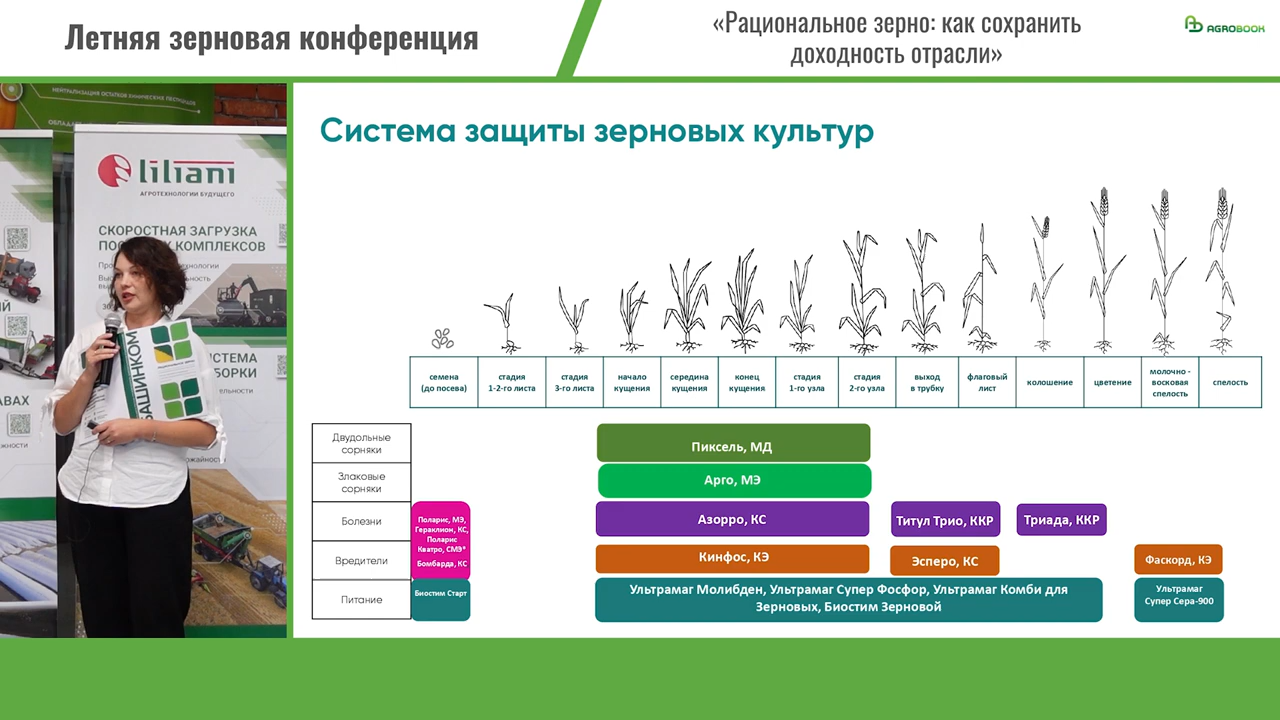 Летняя зерновая конференция
«Рациональное зерно: как сохранить
доходность отрасли»
AGROBOOK
НЕЙТРАЛИЗАЦИЯ ОСТАТКОВ ХИМИЧЕСКИХ ПЕСТИЦИДОВ
liliani
АГРОТЕХНОЛОГИИ БУДУЩЕГО
СКОРОСТНАЯ ЗАГРУЗКА
КОМПЛЕКСОВ
Система защиты зерновых культур
семена
(до посева)
стадия
1-2-го листа
стадия
3-го листа
начало
кущения
середина
кущения
конец
кущения
стадия
1-го узла
стадия
2-го узла
выход
в трубку
флаговый
лист
колошение
цветение
молочно -
восковая
спелость
спелость
Двудольные
сорняки
Пиксель, МД
Злаковые
сорняки
Арго, МЭ
Болезни
Поларис, МЭ,
Гераклион, КС,
Поларис
Кватро, СМЭ*
Бомбарда, КС
Азорро, КС
Титул Трио, ККР
Триада, ККР
Вредители
Кинфос, КЭ
Эсперо, КС
Фаскорд, КЭ
Питание
Биостим Старт
Ультрамаг Молибден, Ультрамаг Супер Фосфор, Ультрамаг Комби для
Зерновых, Биостим Зерновой
Ультрамаг
Супер Сера-900